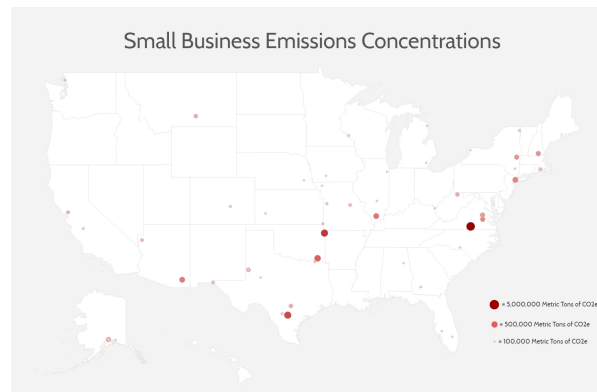 Small Business Emissions Concentrations
= 5,000,000 Metric Tons of CO2e
= 500,000 Metric Tons of CO2e
= 100,000 Metric Tons of CO2e